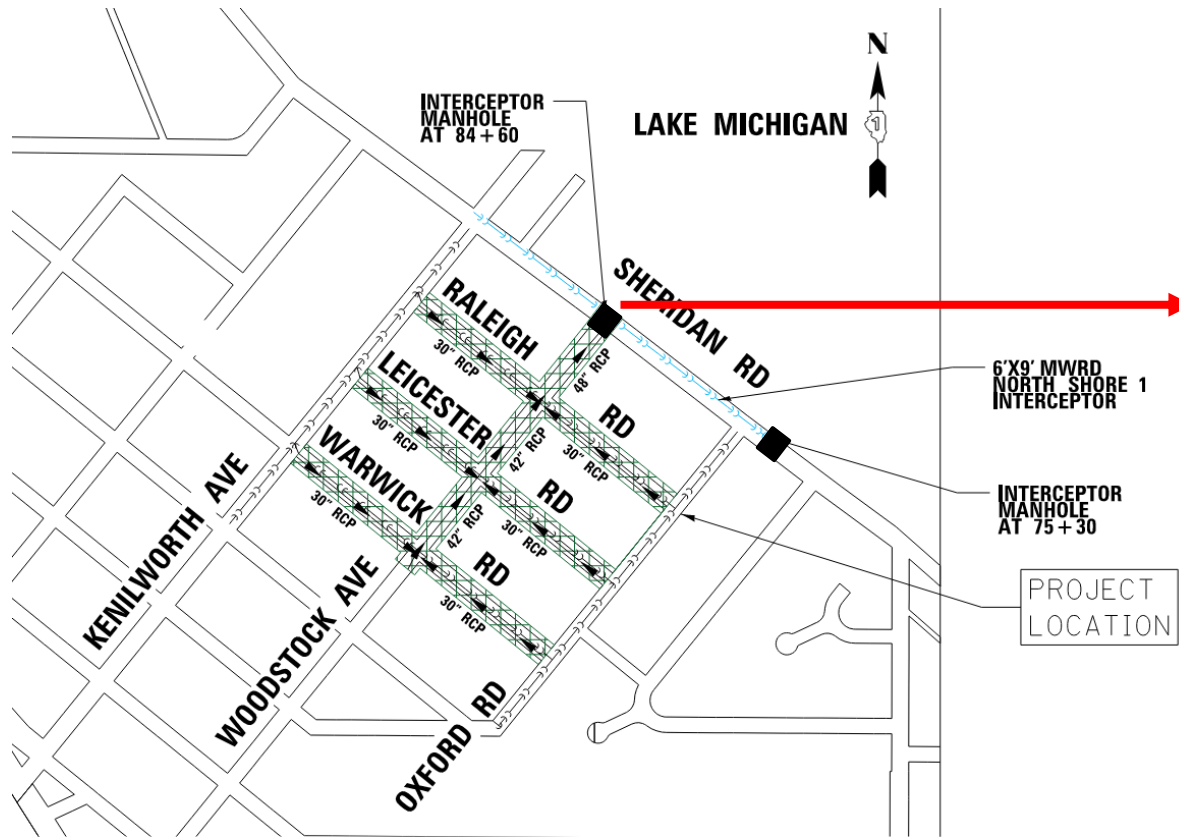 N
1
LAKE MICHIGAN
INTERCEPTOR
MANHOLE
AT 84+60
SHERIDAN RD
RALEIGH RD
30" RCP
48" RCP
30" RCP
LEICESTER RD
30" RCP
42" RCP
30" RCP
WARWICK RD
30" RCP
42" RCP
30" RCP
6'X9' MWRD
NORTH SHORE 1
INTERCEPTOR
INTERCEPTOR
MANHOLE
AT 75+30
PROJECT
LOCATION
KENILWORTH AVE
WOODSTOCK AVE
OXFORD RD